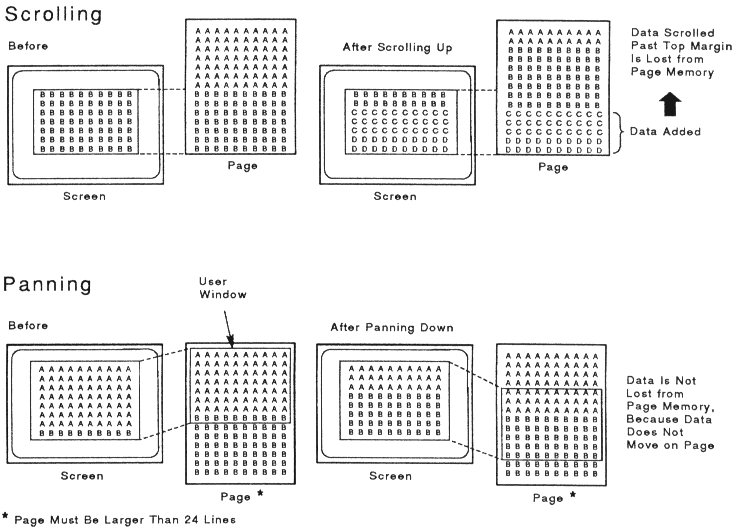 Scrolling
Before
B B B B B B B B B B
B B B B B B B B B B
B B B B B B B B B B
B B B B B B B B B B
B B B B B B B B B B
B B B B B B B B B B
B B B B B B B B B B
Screen
A A A A A A A A A A
A A A A A A A A A A
A A A A A A A A A A
A A A A A A A A A A
A A A A A A A A A A
A A A A A A A A A A
A A A A A A A A A A
B B B B B B B B B B
B B B B B B B B B B
B B B B B B B B B B
B B B B B B B B B B
B B B B B B B B B B
B B B B B B B B B B
B B B B B B B B B B
Page
After Scrolling Up
B B B B B B B B B B
B B B B B B B B B B
C C C C C C C C C C
C C C C C C C C C C
C C C C C C C C C C
D D D D D D D D D D
D D D D D D D D D D
Screen
A A A A A A A A A A
A A A A A A A A A A
B B B B B B B B B B
B B B B B B B B B B
B B B B B B B B B B
B B B B B B B B B B
B B B B B B B B B B
B B B B B B B B B B
B B B B B B B B B B
C C C C C C C C C C
C C C C C C C C C C
C C C C C C C C C C
D D D D D D D D D D
D D D D D D D D D D
Page
Data Scrolled
Past Top Margin
Is Lost from
Page Memory
Data Added
Panning
Before
User
Window
A A A A A A A A A A
A A A A A A A A A A
A A A A A A A A A A
A A A A A A A A A A
A A A A A A A A A A
A A A A A A A A A A
A A A A A A A A A A
B B B B B B B B B B
Screen
A A A A A A A A A A
A A A A A A A A A A
A A A A A A A A A A
A A A A A A A A A A
A A A A A A A A A A
A A A A A A A A A A
A A A A A A A A A A
B B B B B B B B B B
B B B B B B B B B B
B B B B B B B B B B
B B B B B B B B B B
B B B B B B B B B B
B B B B B B B B B B
B B B B B B B B B B
Page *
After Panning Down
A A A A A A A A A A
A A A A A A A A A A
A A A A A A A A A A
B B B B B B B B B B
B B B B B B B B B B
B B B B B B B B B B
B B B B B B B B B B
B B B B B B B B B B
Screen
A A A A A A A A A A
A A A A A A A A A A
A A A A A A A A A A
A A A A A A A A A A
A A A A A A A A A A
A A A A A A A A A A
A A A A A A A A A A
B B B B B B B B B B
B B B B B B B B B B
B B B B B B B B B B
B B B B B B B B B B
B B B B B B B B B B
B B B B B B B B B B
B B B B B B B B B B
Page *
Data Is Not
Lost from
Page Memory,
Because Data
Does Not
Move on Page
* Page Must Be Larger Than 24 Lines